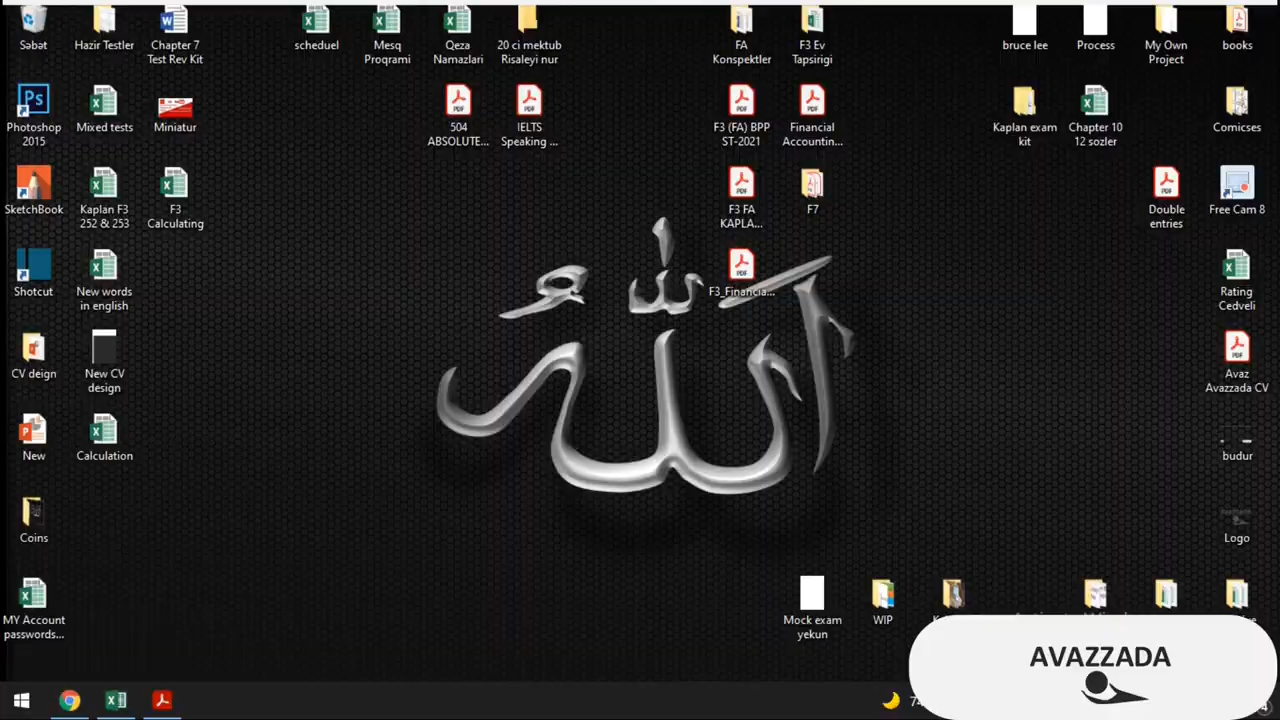 Səbət
Hazir Testler
Chapter 7
Test Rev Kit
scheduel
Mesq
Proqrami
Qeza
Namazlari
20 ci mektub
Risaleyi nur
FA
Konspektler
F3 Ev
Tapsirigi
bruce lee
Process
My Own
Project
books
Photoshop
2015
Mixed tests
Miniatur
504
ABSOLUTE...
IELTS
Speaking ...
F3 (FA) BPP
ST-2021
Financial
Accountin...
Kaplan exam
kit
Chapter 10
12 sozler
Comicses
SketchBook
Kaplan F3
252 & 253
F3
Calculating
F3 FA
KAPLA...
F7
Double
entries
Free Cam 8
Shotcut
New words
in english
F3_Financia...
Rating
Cedveli
CV deign
New CV
design
Avaz
Avazzada CV
New
Calculation
budur
Coins
Logo
MY Account
passwords...
Mock exam
yekun
WIP
الله
AVAZZADA